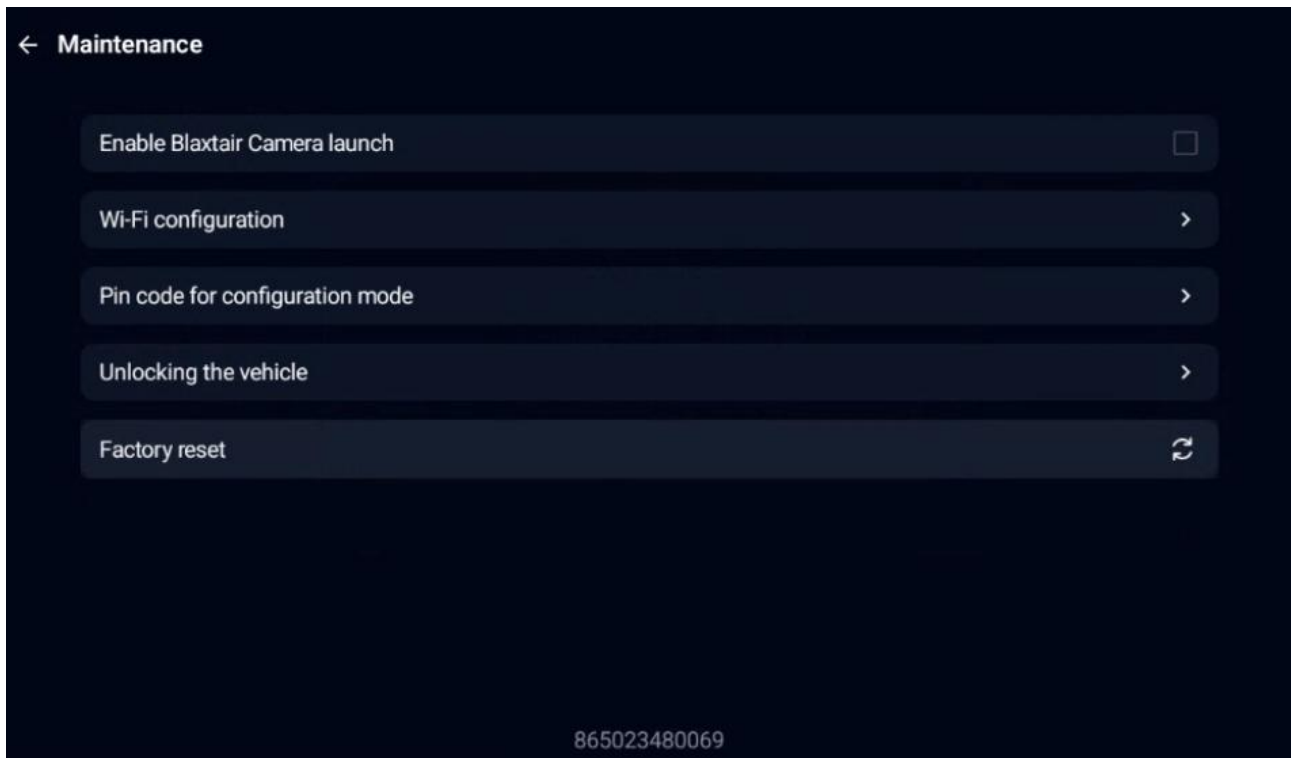 Maintenance
Enable Blaxtair Camera launch
Wi-Fi configuration
Pin code for configuration mode
Unlocking the vehicle
Factory reset
865023480069